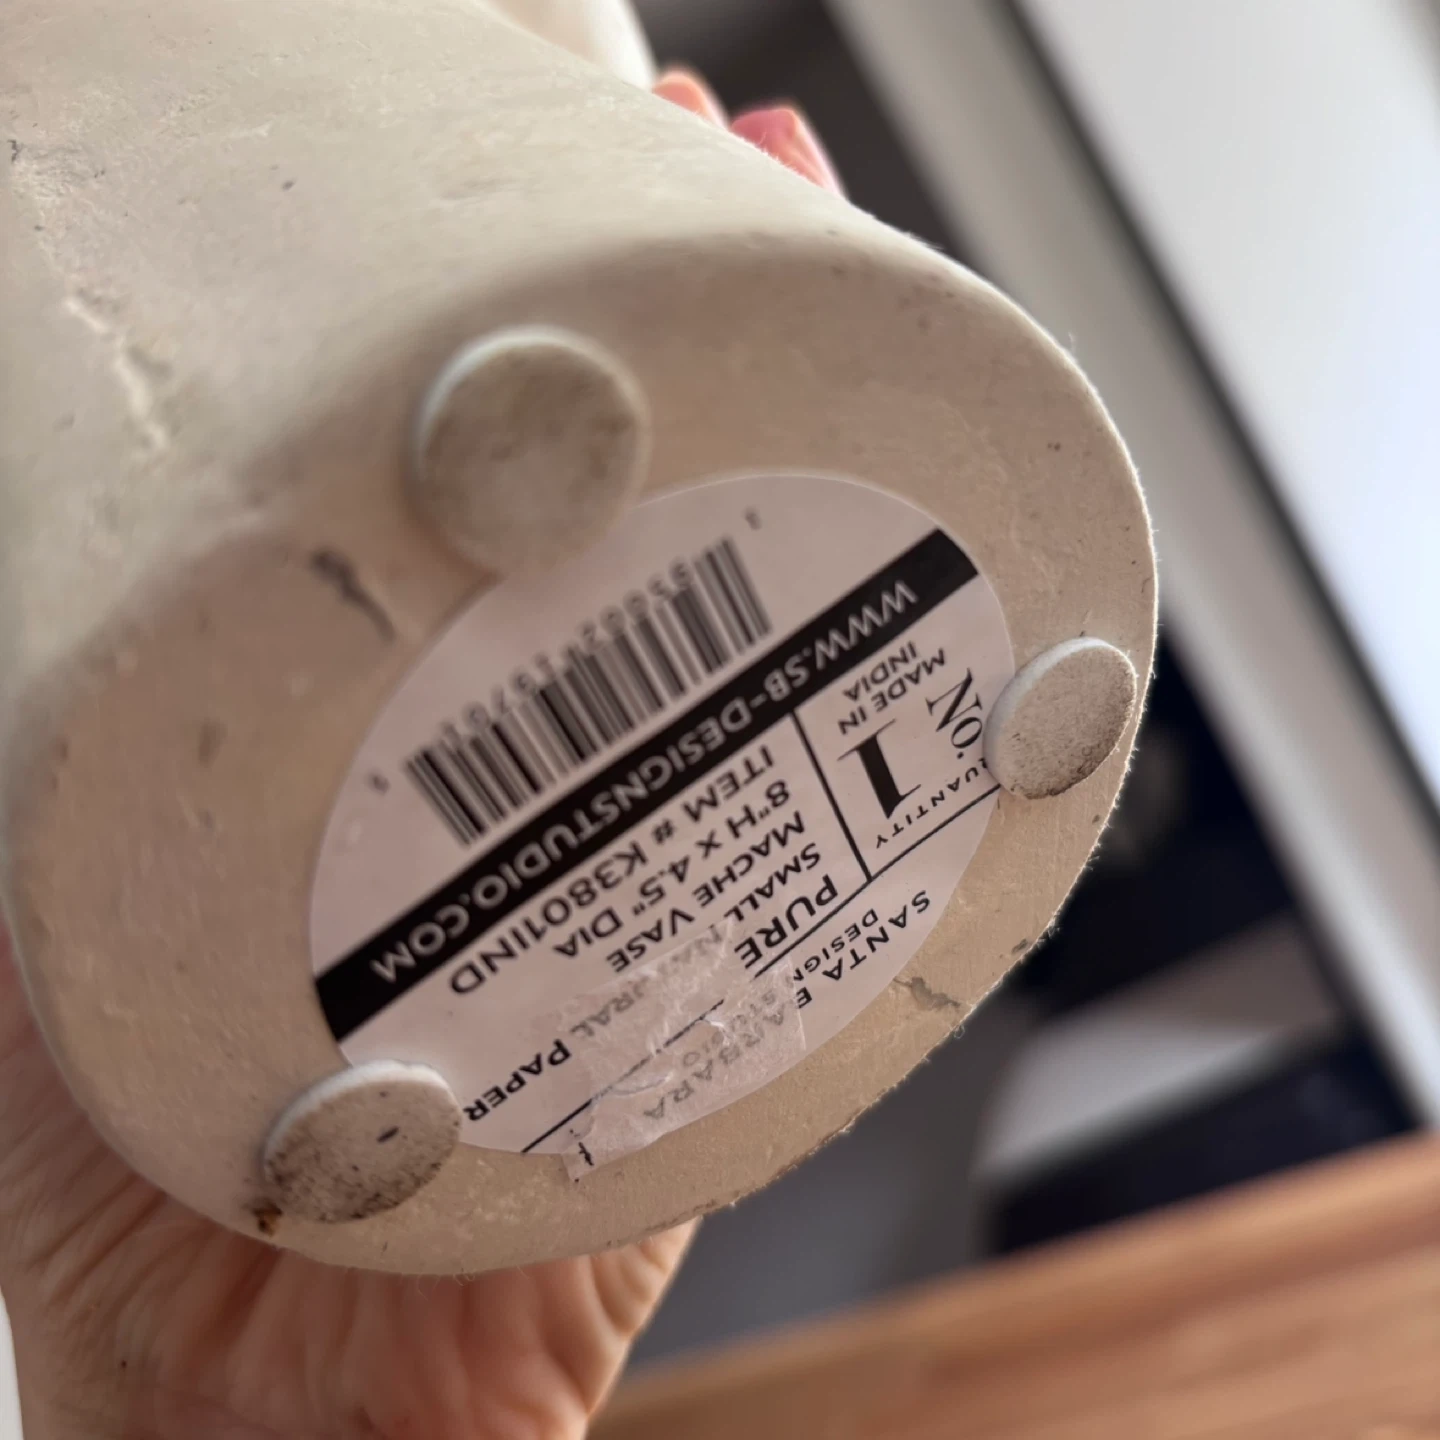 SANTA BARBARA
DESIGN STUDIO
PURE NATURAL PAPER
SMALL
MACHE VASE
8"H X 4.5" DIA
ITEM # K3801IND
QUANTITY
No.
1
MADE IN
INDIA
WWW.SB-DESIGNSTUDIO.COM